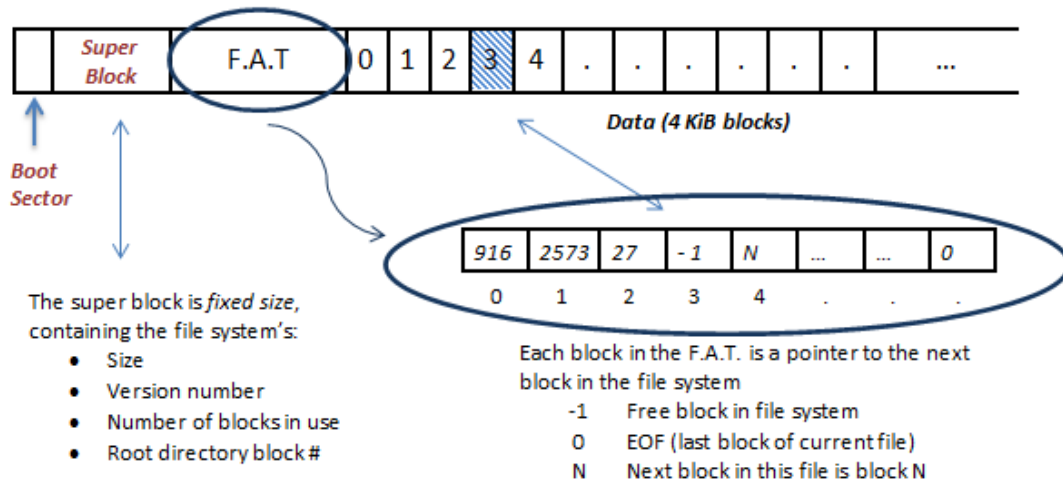 Super Block F.A.T 0 1 2 3 4 . . . . . . ...
Data (4 KiB blocks)
Boot Sector
916 2573 27 -1 N ... ... 0
0 1 2 3 4 . . .
The super block is fixed size,
containing the file system's:
• Size
• Version number
• Number of blocks in use
• Root directory block #
Each block in the F.A.T. is a pointer to the next
block in the file system
-1 Free block in file system
0 EOF (last block of current file)
N Next block in this file is block N